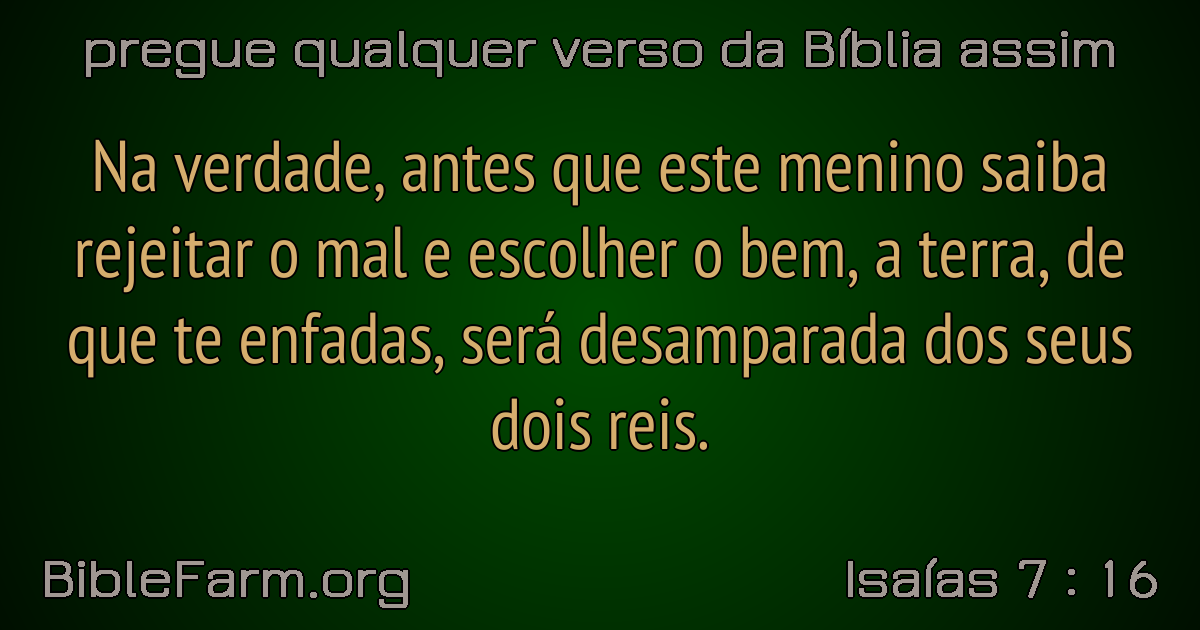 pregue qualquer verso da Bíblia assim
Na verdade, antes que este menino saiba
rejeitar o mal e escolher o bem, a terra, de
que te enfadas, será desamparada dos seus
dois reis.
BibleFarm.org
Isaías 7 : 16